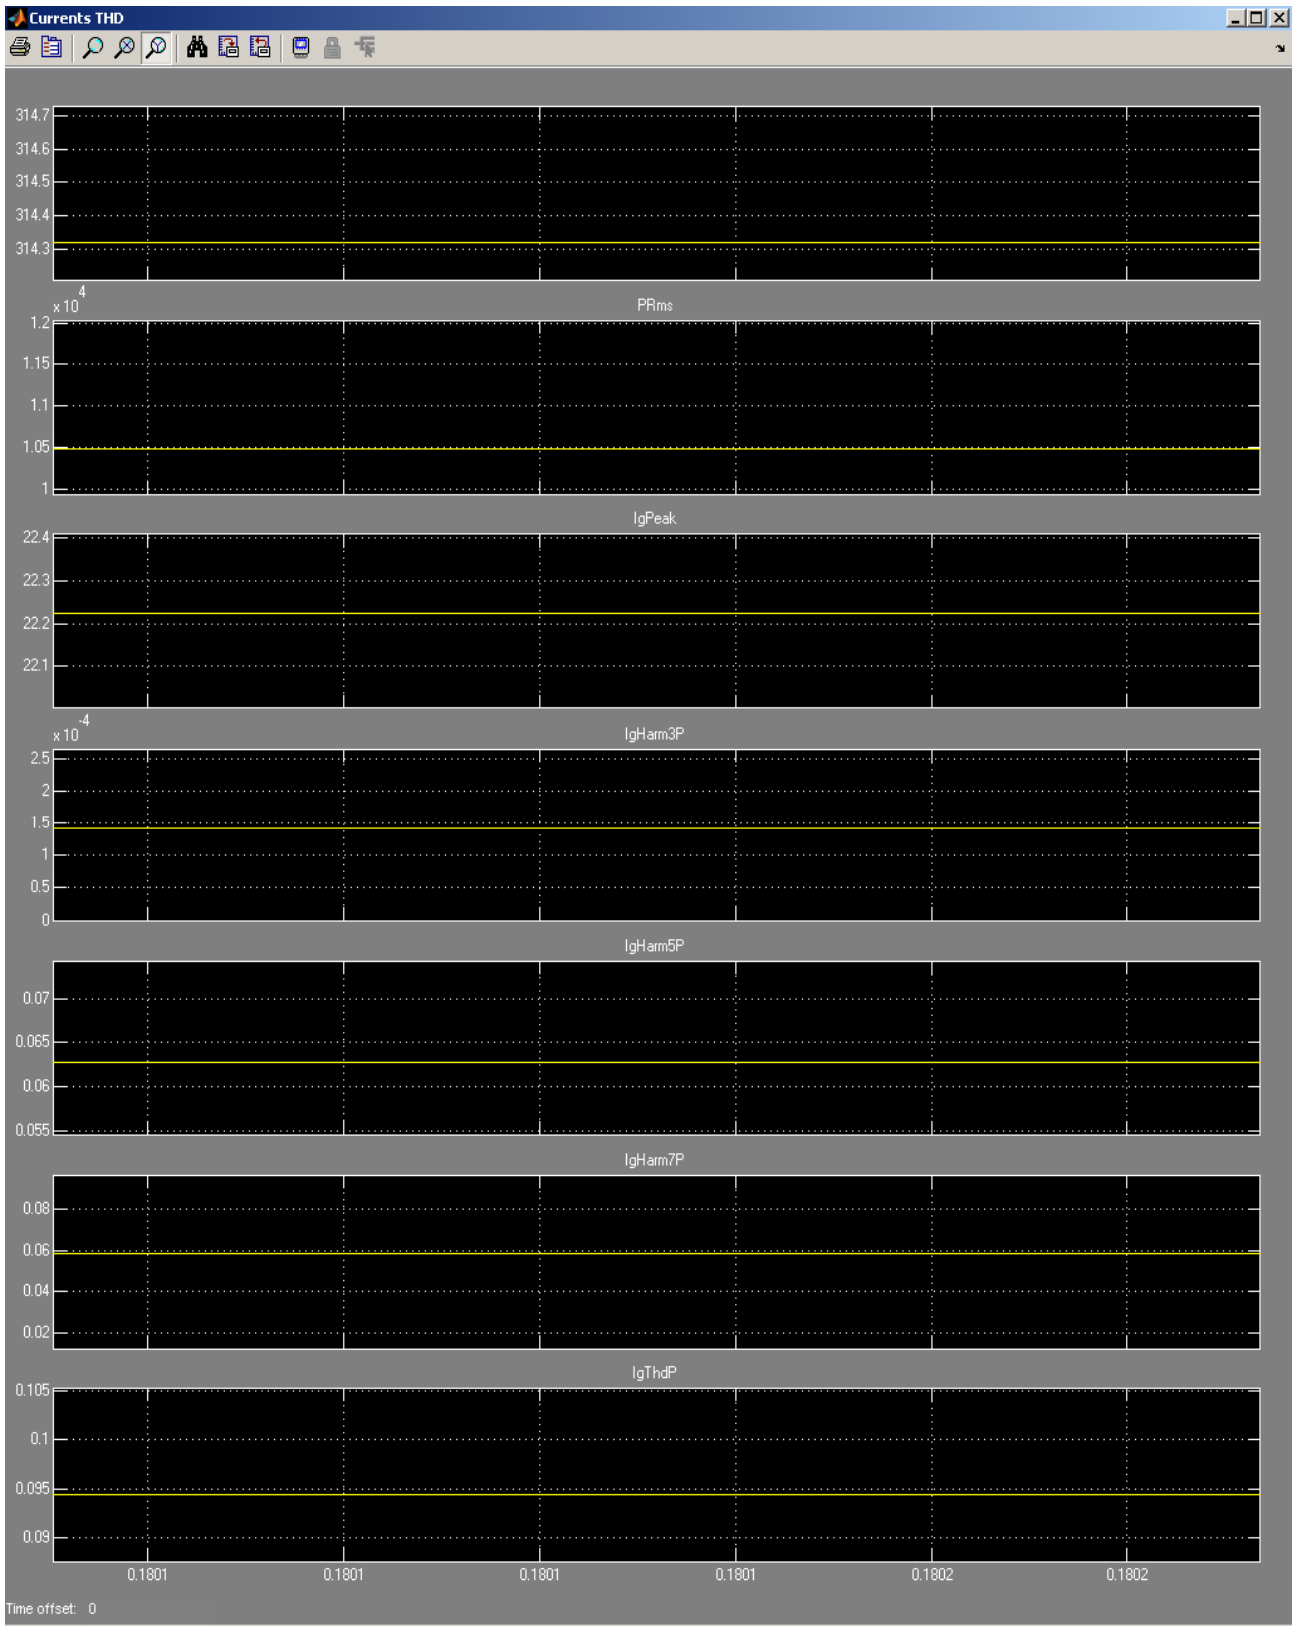 Currents THD
314.7
314.6
314.5
314.4
314.3
x 10 4
PRms
1.2
1.15
1.1
1.05
1
IgPeak
22.4
22.3
22.2
22.1
x 10 -4
IgHarm3P
2.5
2
1.5
1
0.5
0
IgHarm5P
0.07
0.065
0.06
0.055
IgHarm7P
0.08
0.06
0.04
0.02
IgThdP
0.105
0.1
0.095
0.09
0.1801 0.1801 0.1801 0.1801 0.1802 0.1802
Time offset: 0